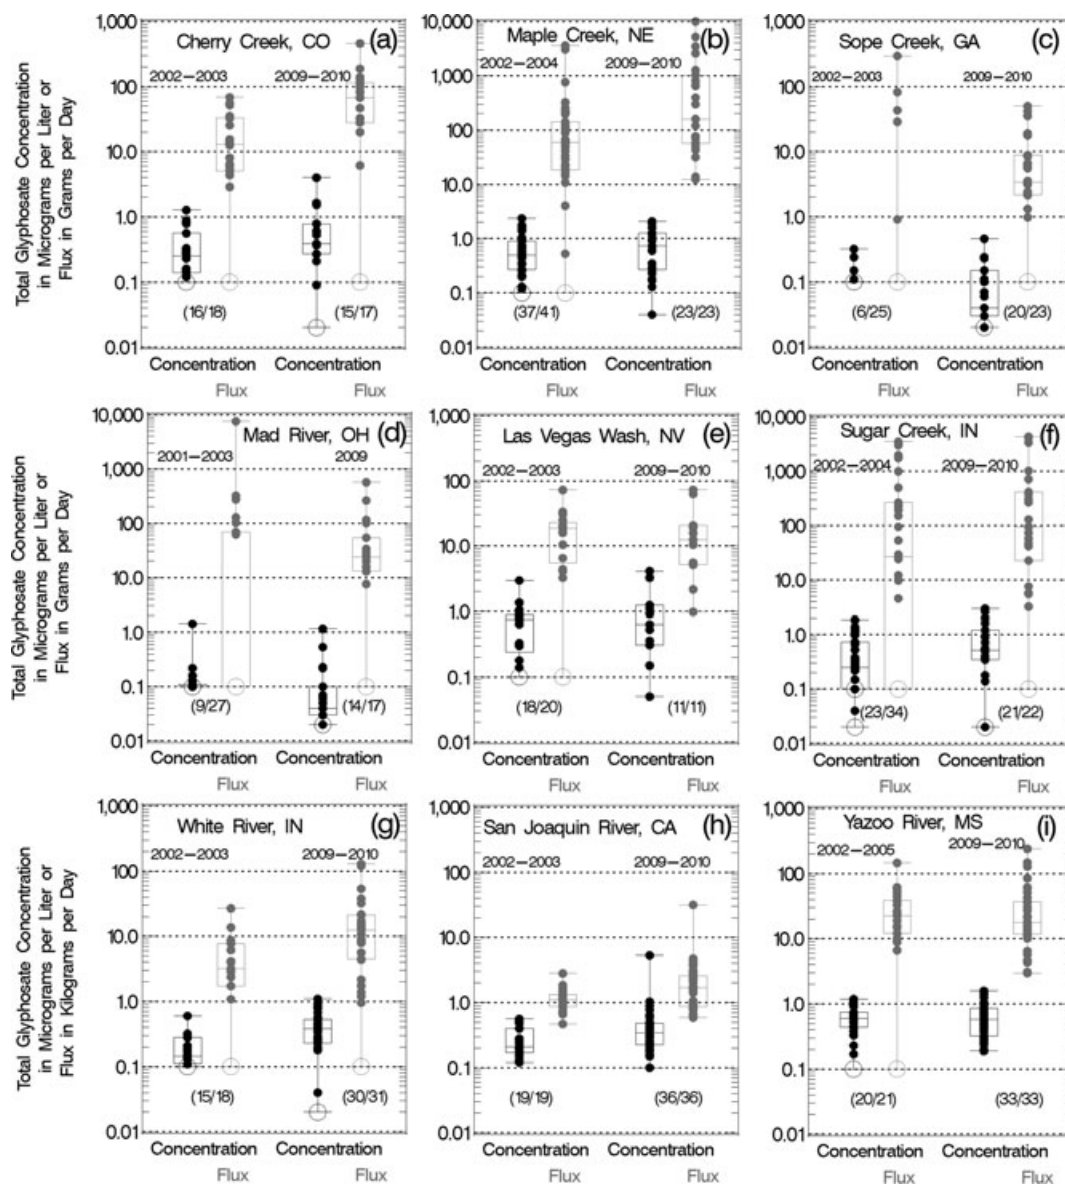 Total Glyphosate Concentration
in Micrograms per Liter or
Flux in Grams per Day
1,000
100
10.0
1.0
0.1
0.01
Cherry Creek, CO (a)
2002–2003 2009–2010
(16/18) (15/17)
Concentration Concentration
Flux Flux
10,000
1,000
100
10.0
1.0
0.1
0.01
Maple Creek, NE (b)
2002–2004 2009–2010
(37/41) (23/23)
Concentration Concentration
Flux Flux
1,000
100
10.0
1.0
0.1
0.01
Sope Creek, GA (c)
2002–2003 2009–2010
(6/25) (20/23)
Concentration Concentration
Flux Flux
Total Glyphosate Concentration
in Micrograms per Liter or
Flux in Grams per Day
10,000
1,000
100
10.0
1.0
0.1
0.01
Mad River, OH (d)
2001–2003 2009
(9/27) (14/17)
Concentration Concentration
Flux Flux
1,000
100
10.0
1.0
0.1
0.01
Las Vegas Wash, NV (e)
2002–2003 2009–2010
(18/20) (11/11)
Concentration Concentration
Flux Flux
10,000
1,000
100
10.0
1.0
0.1
0.01
Sugar Creek, IN (f)
2002–2004 2009–2010
(23/34) (21/22)
Concentration Concentration
Flux Flux
Total Glyphosate Concentration
in Micrograms per Liter or
Flux in Kilograms per Day
1,000
100
10.0
1.0
0.1
0.01
White River, IN (g)
2002–2003 2009–2010
(15/18) (30/31)
Concentration Concentration
Flux Flux
1,000
100
10.0
1.0
0.1
0.01
San Joaquin River, CA (h)
2002–2003 2009–2010
(19/19) (36/36)
Concentration Concentration
Flux Flux
1,000
100
10.0
1.0
0.1
0.01
Yazoo River, MS (i)
2002–2005 2009–2010
(20/21) (33/33)
Concentration Concentration
Flux Flux